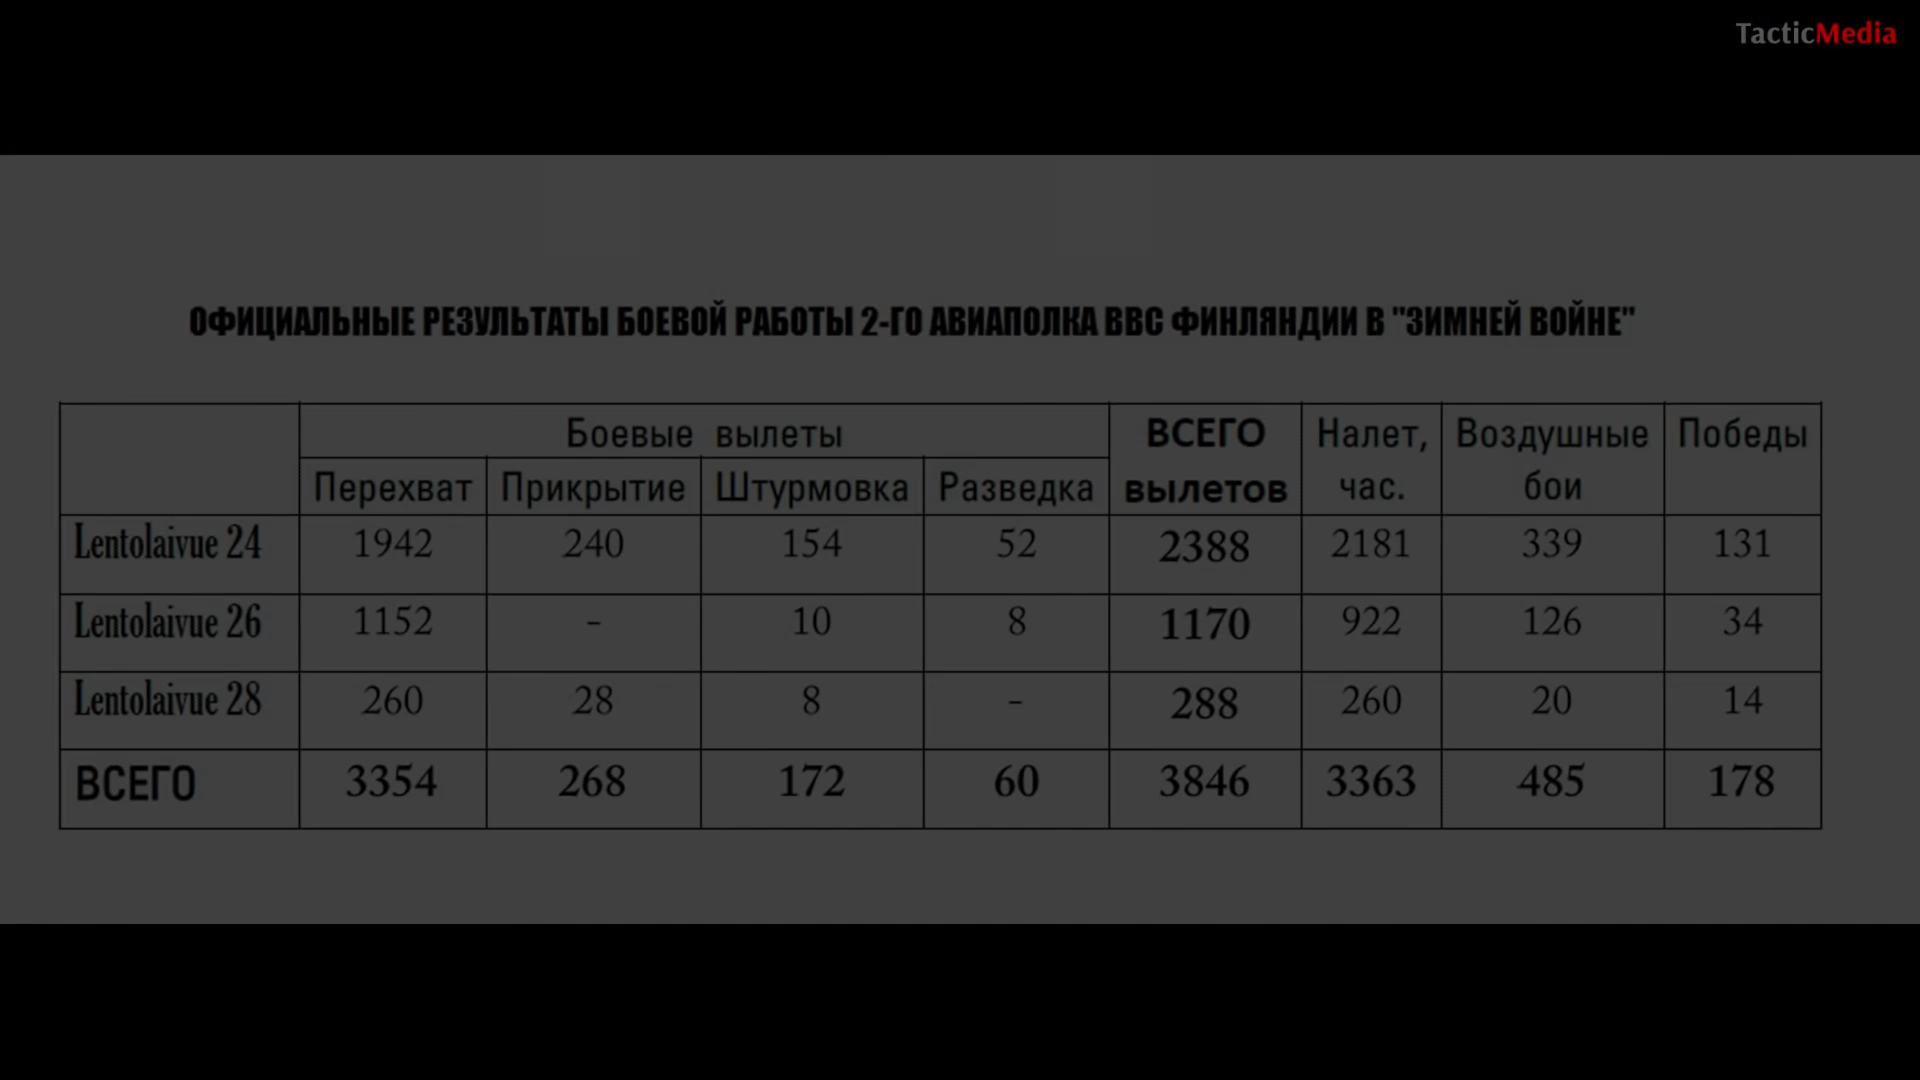 TacticMedia
ОФИЦИАЛЬНЫЕ РЕЗУЛЬТАТЫ БОЕВОЙ РАБОТЫ 2-ГО АВИАПОЛКА ВВС ФИНЛЯНДИИ В "ЗИМНЕЙ ВОЙНЕ"
Боевые вылеты ВСЕГО Налет, Воздушные Победы
Перехват Прикрытие Штурмовка Разведка вылетов час. бои
Lentolaivue 24 1942 240 154 52 2388 2181 339 131
Lentolaivue 26 1152 - 10 8 1170 922 126 34
Lentolaivue 28 260 28 8 - 288 260 20 14
ВСЕГО 3354 268 172 60 3846 3363 485 178